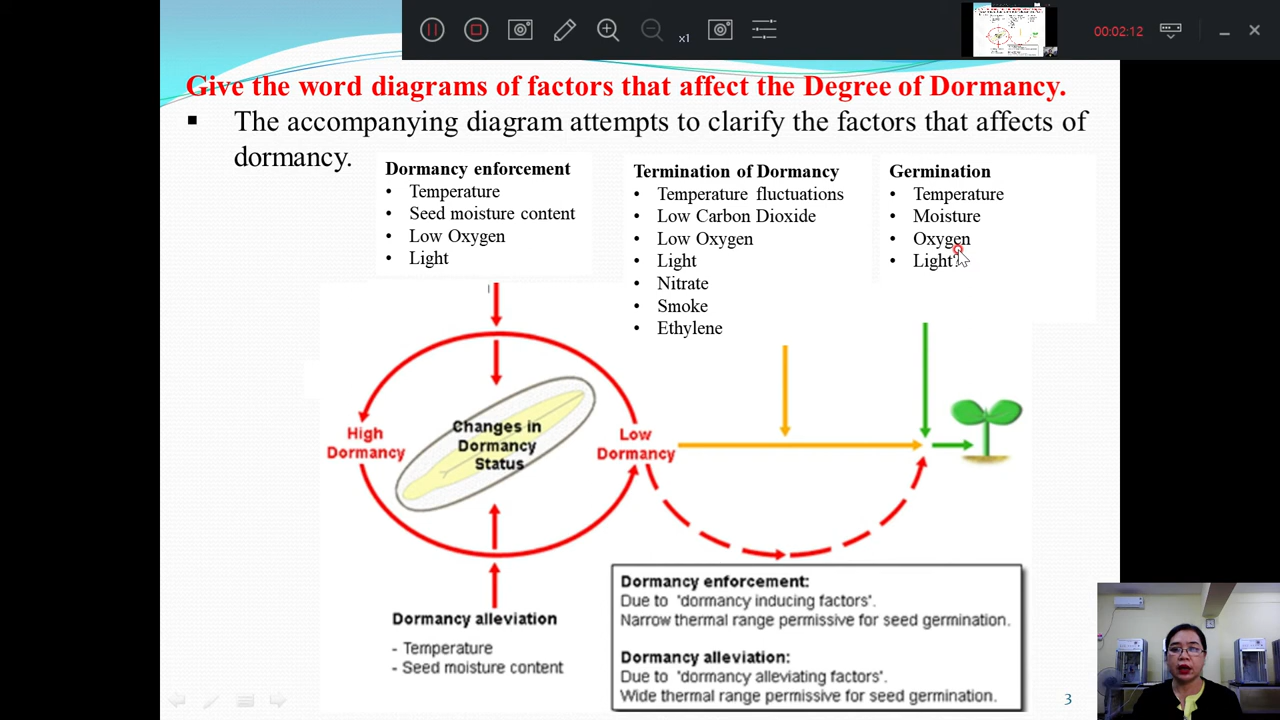 x1
00:02:12
Give the word diagrams of factors that affect the Degree of Dormancy.
▪ The accompanying diagram attempts to clarify the factors that affects of
dormancy.
Dormancy enforcement
• Temperature
• Seed moisture content
• Low Oxygen
• Light
Termination of Dormancy
• Temperature fluctuations
• Low Carbon Dioxide
• Low Oxygen
• Light
• Nitrate
• Smoke
• Ethylene
Germination
• Temperature
• Moisture
• Oxygen
• Light
High
Dormancy
Changes in
Dormancy
Status
Low
Dormancy
Dormancy alleviation
- Temperature
- Seed moisture content
Dormancy enforcement:
Due to 'dormancy inducing factors'.
Narrow thermal range permissive for seed germination.
Dormancy alleviation:
Due to 'dormancy alleviating factors'.
Wide thermal range permissive for seed germination.
3